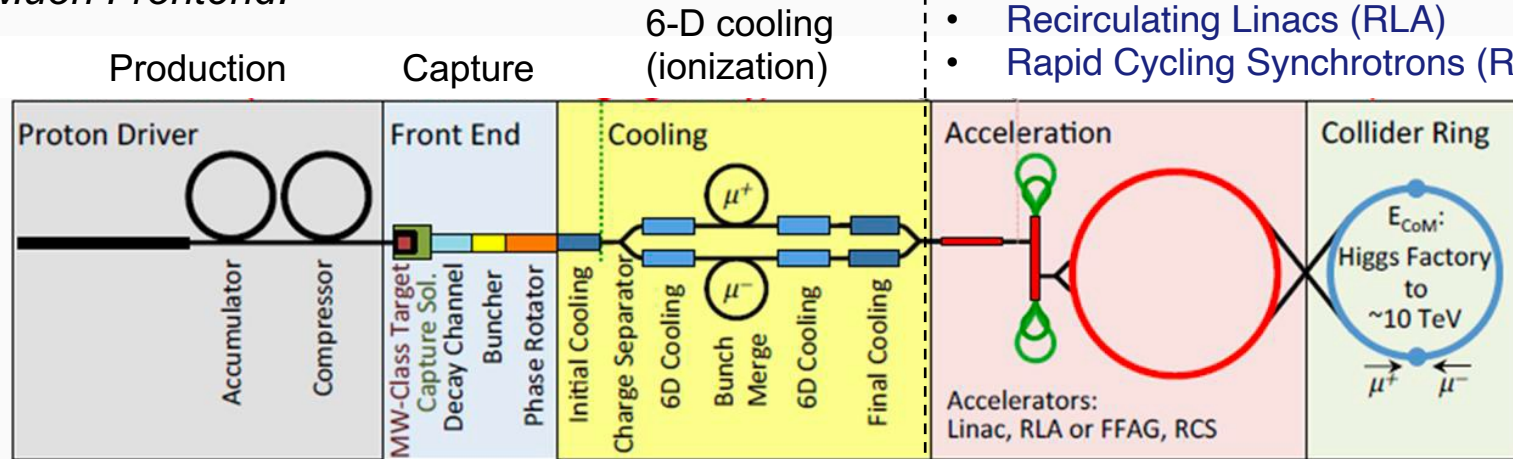 6-D cooling
(ionization)
• Recirculating Linacs (RLA)
• Rapid Cycling Synchrotrons (R
Production
Capture
Proton Driver
Accumulator
Compressor
Front End
MW-Class Target
Capture Sol.
Decay Channel
Buncher
Phase Rotator
Cooling
Initial Cooling
Charge Separator
6D Cooling
μ+
μ−
Bunch
Merge
6D Cooling
Final Cooling
Acceleration
Accelerators:
Linac, RLA or FFAG, RCS
Collider Ring
ECoM:
Higgs Factory
to
~10 TeV
μ+ μ−